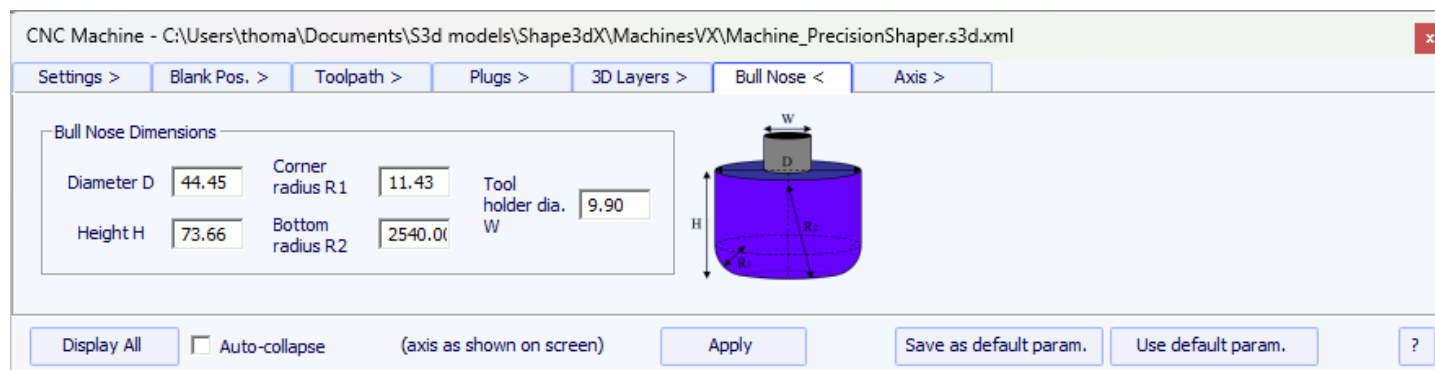 CNC Machine - C:\Users\thoma\Documents\S3d models\Shape3dX\MachinesVX\Machine_PrecisionShaper.s3d.xml
x
Settings >
Blank Pos. >
Toolpath >
Plugs >
3D Layers >
Bull Nose <
Axis >
Bull Nose Dimensions
Diameter D
44.45
Corner
radius R1
11.43
Tool
holder dia.
W
9.90
Height H
73.66
Bottom
radius R2
2540.0(
W
D
H
R2
R1
Display All
Auto-collapse
(axis as shown on screen)
Apply
Save as default param.
Use default param.
?